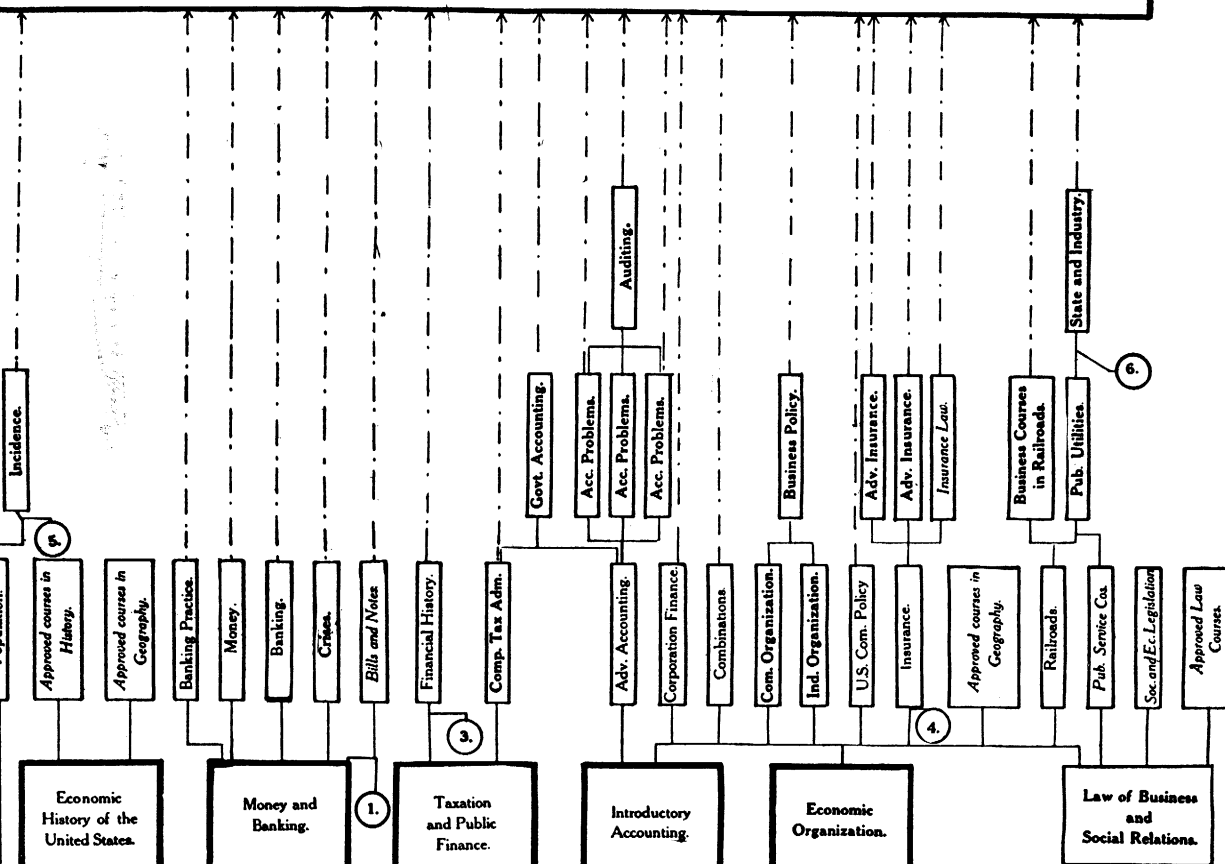 Auditing.
State and Industry.
6.
Incidence.
Govt. Accounting.
Acc. Problems.
Acc. Problems.
Acc. Problems.
Business Policy.
Adv. Insurance.
Adv. Insurance.
Insurance Law.
Business Courses
in Railroads.
Pub. Utilities.
5.
Approved courses in
History.
Approved courses in
Geography.
Banking Practice.
Money.
Banking.
Crises.
Bills and Notes
Financial History.
Comp. Tax Adm.
Adv. Accounting.
Corporation Finance.
Combinations.
Com. Organization.
Ind. Organization.
U.S. Com. Policy
Insurance.
Approved courses in
Geography.
Railroads.
Pub. Service Cos.
Soc. and Ec. Legislation
Approved Law
Courses.
3.
4.
1.
Economic
History of the
United States.
Money and
Banking.
Taxation
and Public
Finance.
Introductory
Accounting.
Economic
Organization.
Law of Business
and
Social Relations.